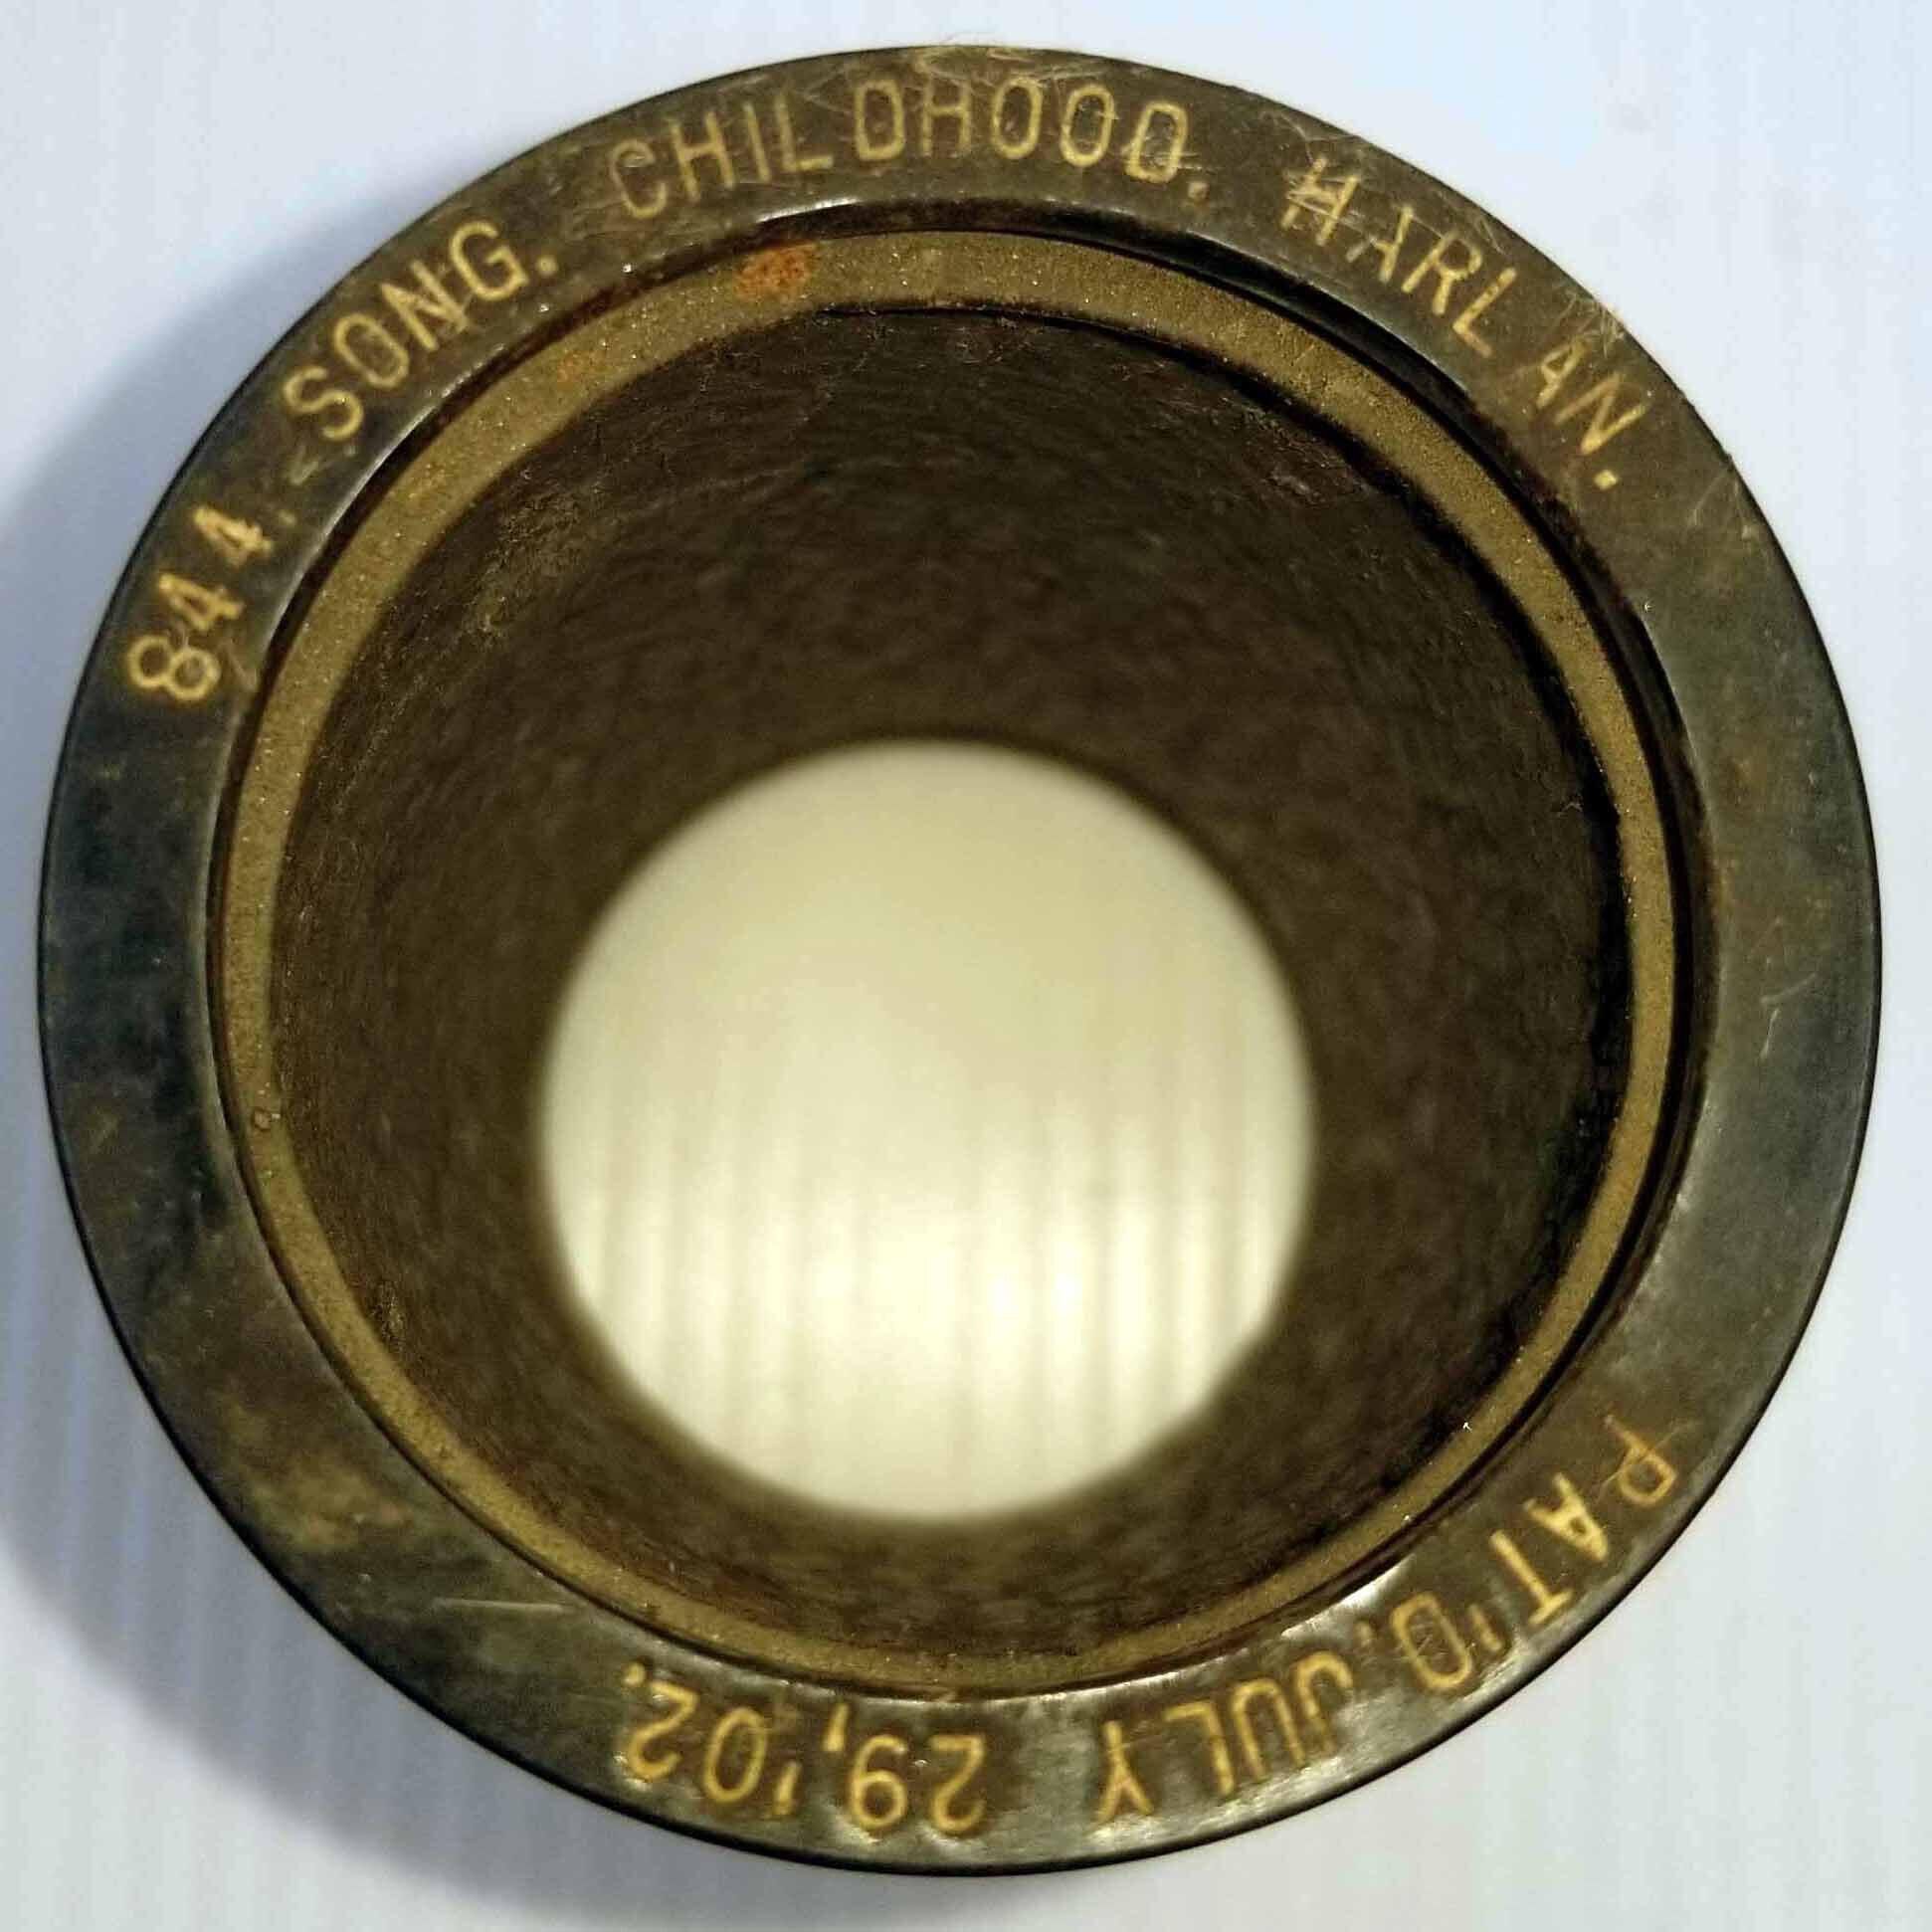 844. SONG. CHILDHOOD. HARLAN.
PAT'D. JULY 29,'02.